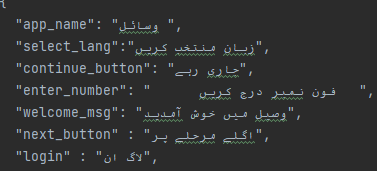 {
"app_name": "وسائل ",
"select_lang":"زبان منتخب کریں",
"continue_button": "جاری رہے",
"enter_number": " فون نمبر درج کریں ",
"welcome_msg": "وصیل میں خوش آمدید",
"next_button" : "اگلے مرحلے پر",
"login" : "لاگ ان",